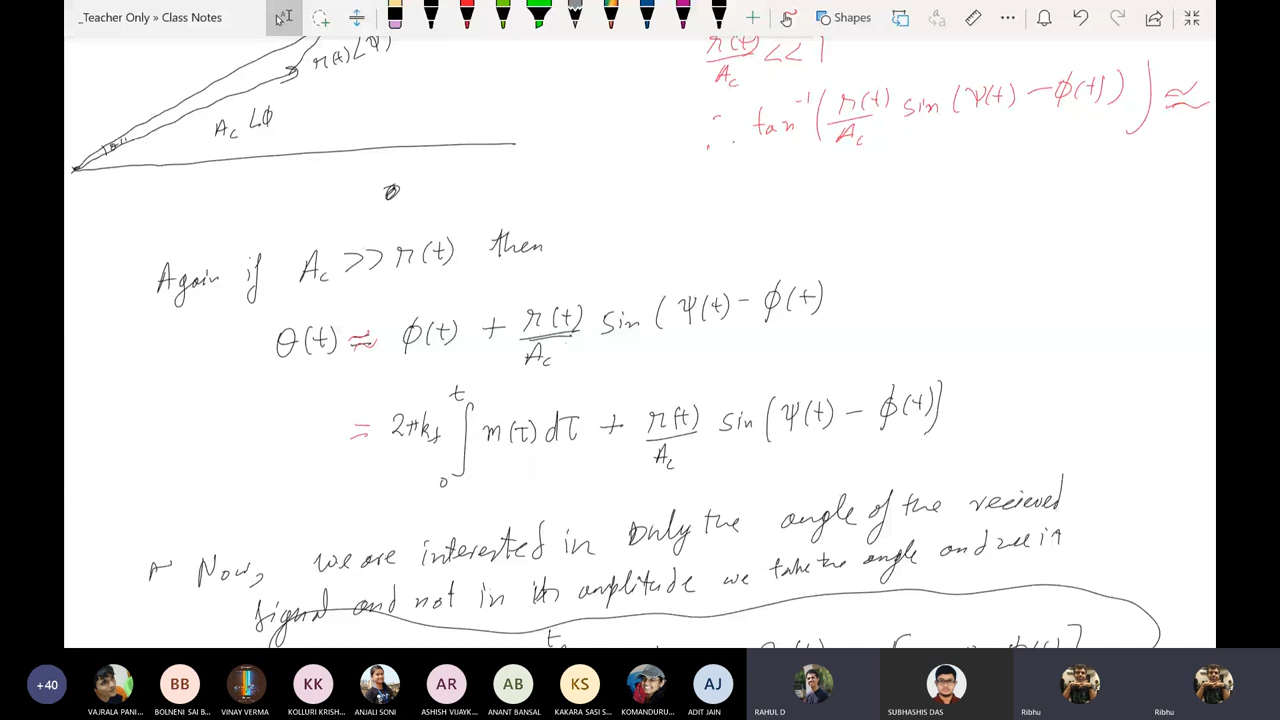 _Teacher Only » Class Notes
Shapes
r(t)∠ψ)
A_c ∠ϕ
r(t)/A_c << 1
∴ tan⁻¹( r(t)/A_c sin (ψ(t) − ϕ(t)) ) ≈
Again if A_c >> r(t) then
θ(t) ≈ ϕ(t) + r(t)/A_c sin ( ψ(t) − ϕ(t)
= 2πk_f ∫₀ᵗ m(τ) dτ + r(t)/A_c sin (ψ(t) − ϕ(t)]
Now, we are interested in only the angle of the recieved
signal and not in its amplitude we take the angle and
+40
VAJRALA PANI...
BB
BOLNENI SAI B...
VINAY VERMA
KK
KOLLURI KRISH...
ANJALI SONI
AR
ASHISH VIJAYK...
AB
ANANT BANSAL
KS
KAKARA SASI S...
KOMANDURU...
AJ
ADIT JAIN
RAHUL D
SUBHASHIS DAS
Ribhu
Ribhu